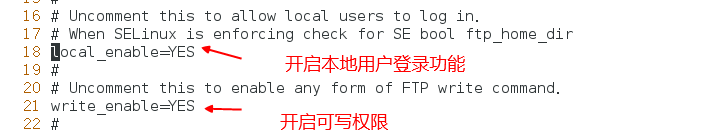 15 #
16 # Uncomment this to allow local users to log in.
17 # When SELinux is enforcing check for SE bool ftp_home_dir
18 local_enable=YES
开启本地用户登录功能
19 #
20 # Uncomment this to enable any form of FTP write command.
21 write_enable=YES
开启可写权限
22 #